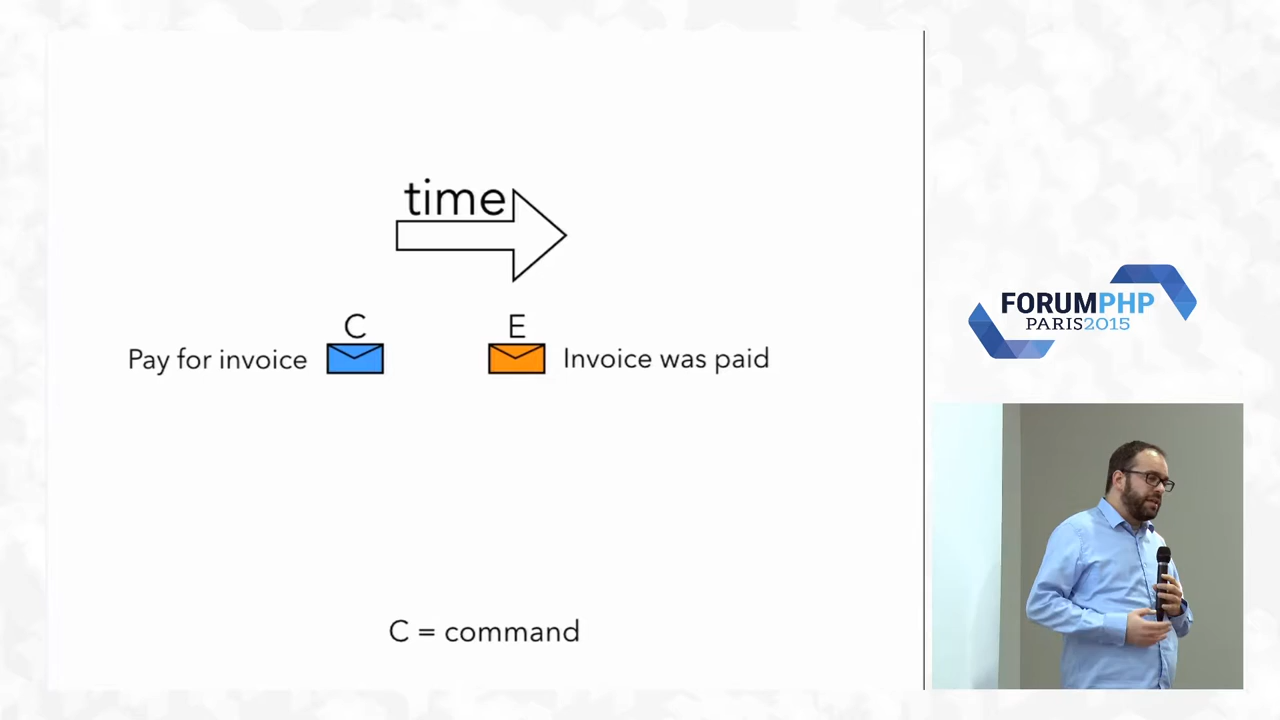 time
C
E
Pay for invoice
Invoice was paid
C = command
FORUMPHP
PARIS2015